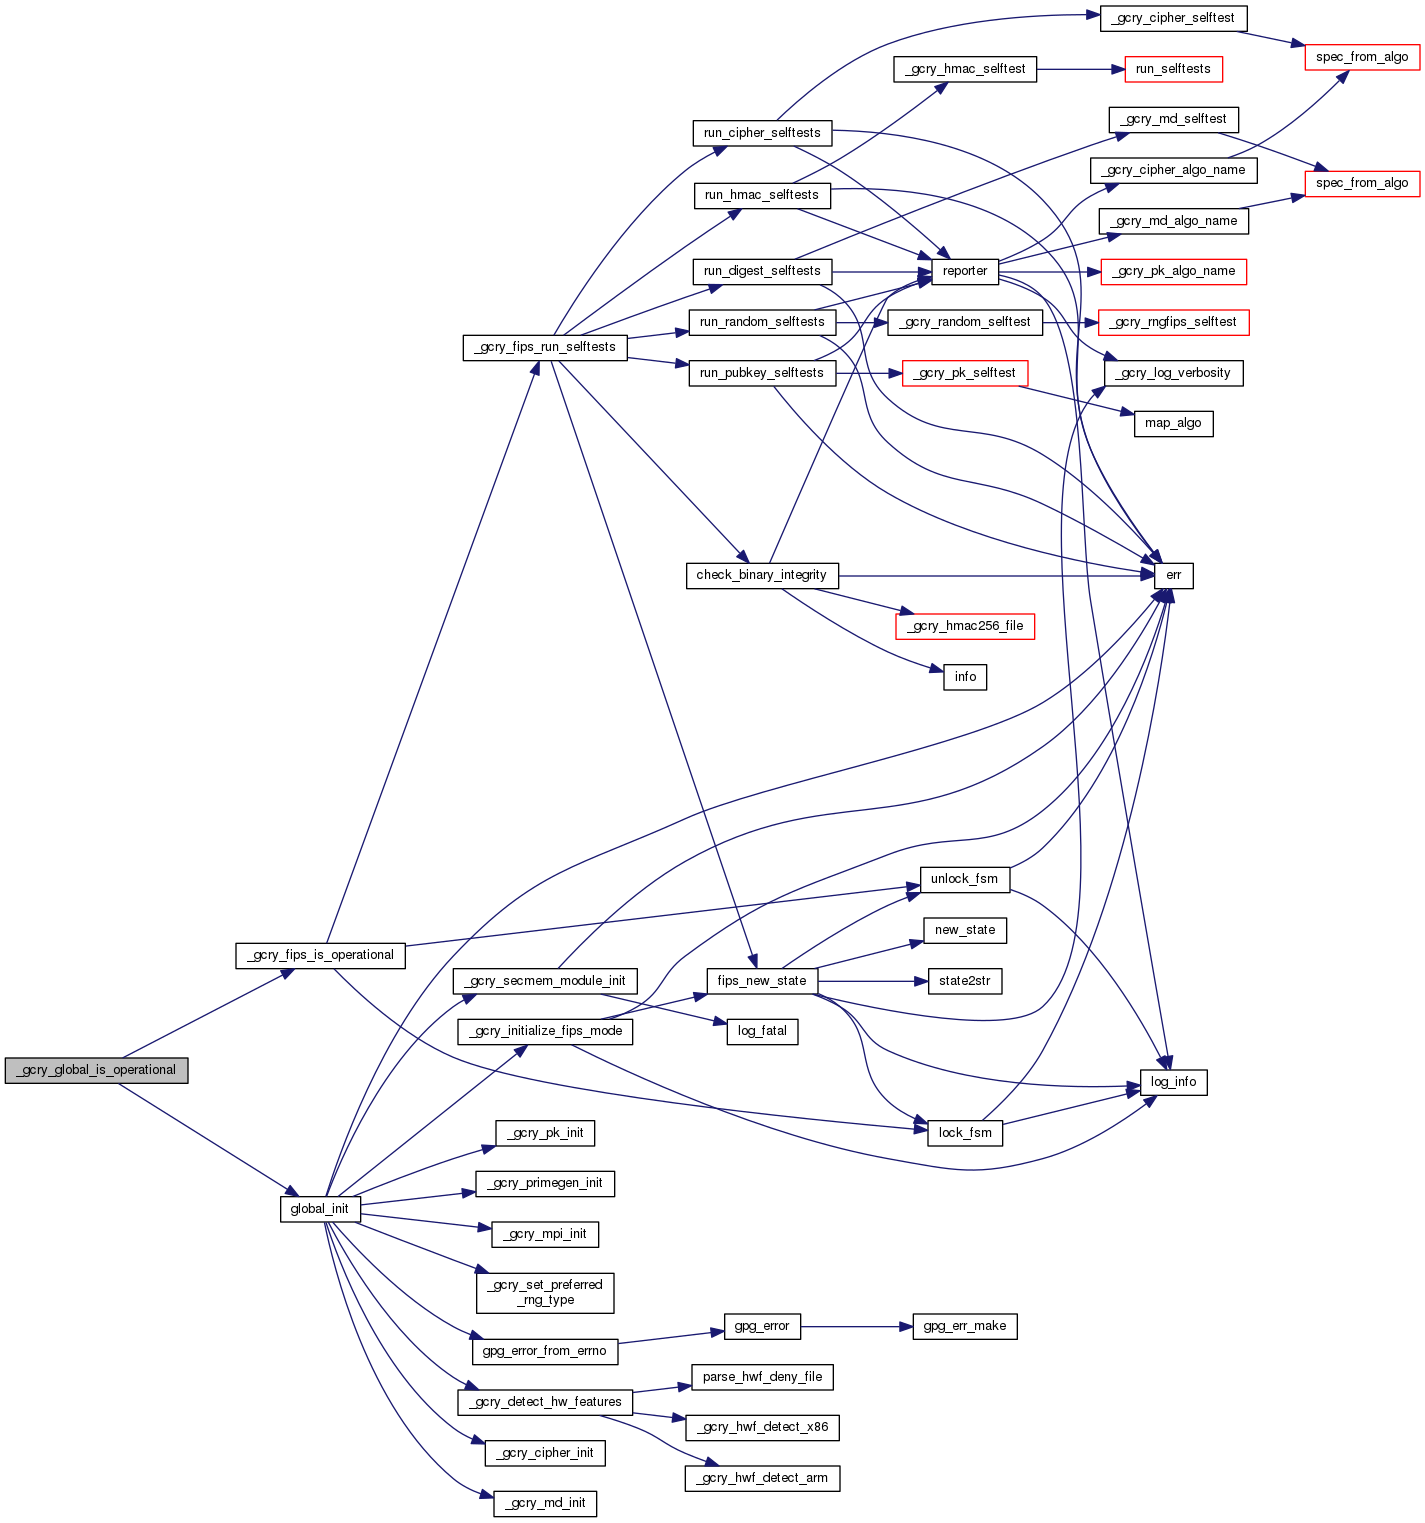 _gcry_cipher_selftest
spec_from_algo
_gcry_hmac_selftest
run_selftests
_gcry_md_selftest
run_cipher_selftests
_gcry_cipher_algo_name
spec_from_algo
run_hmac_selftests
_gcry_md_algo_name
run_digest_selftests
reporter
_gcry_pk_algo_name
run_random_selftests
_gcry_random_selftest
_gcry_rngfips_selftest
_gcry_fips_run_selftests
run_pubkey_selftests
_gcry_pk_selftest
_gcry_log_verbosity
map_algo
check_binary_integrity
err
_gcry_hmac256_file
info
unlock_fsm
new_state
_gcry_fips_is_operational
_gcry_secmem_module_init
fips_new_state
state2str
_gcry_initialize_fips_mode
log_fatal
_gcry_global_is_operational
log_info
_gcry_pk_init
lock_fsm
_gcry_primegen_init
global_init
_gcry_mpi_init
_gcry_set_preferred
_rng_type
gpg_error_from_errno
gpg_error
gpg_err_make
parse_hwf_deny_file
_gcry_detect_hw_features
_gcry_hwf_detect_x86
_gcry_cipher_init
_gcry_hwf_detect_arm
_gcry_md_init